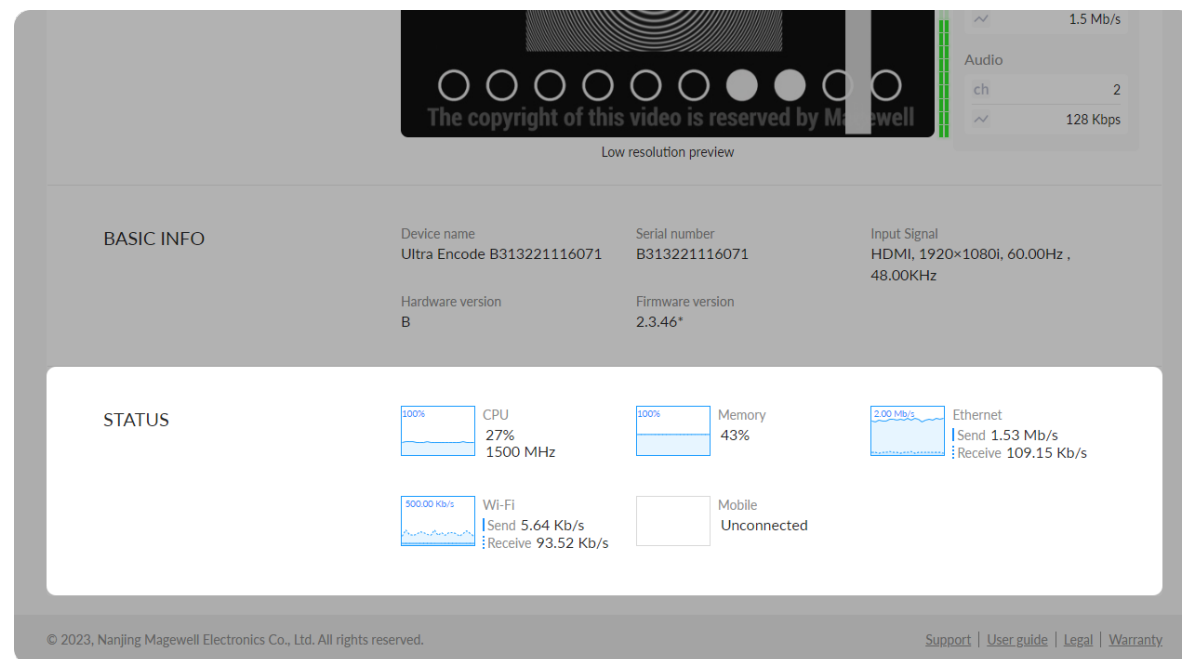 1.5 Mb/s
Audio
ch 2
128 Kbps
The copyright of this video is reserved by Magewell
Low resolution preview
BASIC INFO
Device name
Ultra Encode B313221116071
Serial number
B313221116071
Input Signal
HDMI, 1920×1080i, 60.00Hz ,
48.00KHz
Hardware version
B
Firmware version
2.3.46*
STATUS
100%
CPU
27%
1500 MHz
100%
Memory
43%
2.00 Mb/s
Ethernet
Send 1.53 Mb/s
Receive 109.15 Kb/s
500.00 Kb/s
Wi-Fi
Send 5.64 Kb/s
Receive 93.52 Kb/s
Mobile
Unconnected
© 2023, Nanjing Magewell Electronics Co., Ltd. All rights reserved.
Support | User guide | Legal | Warranty